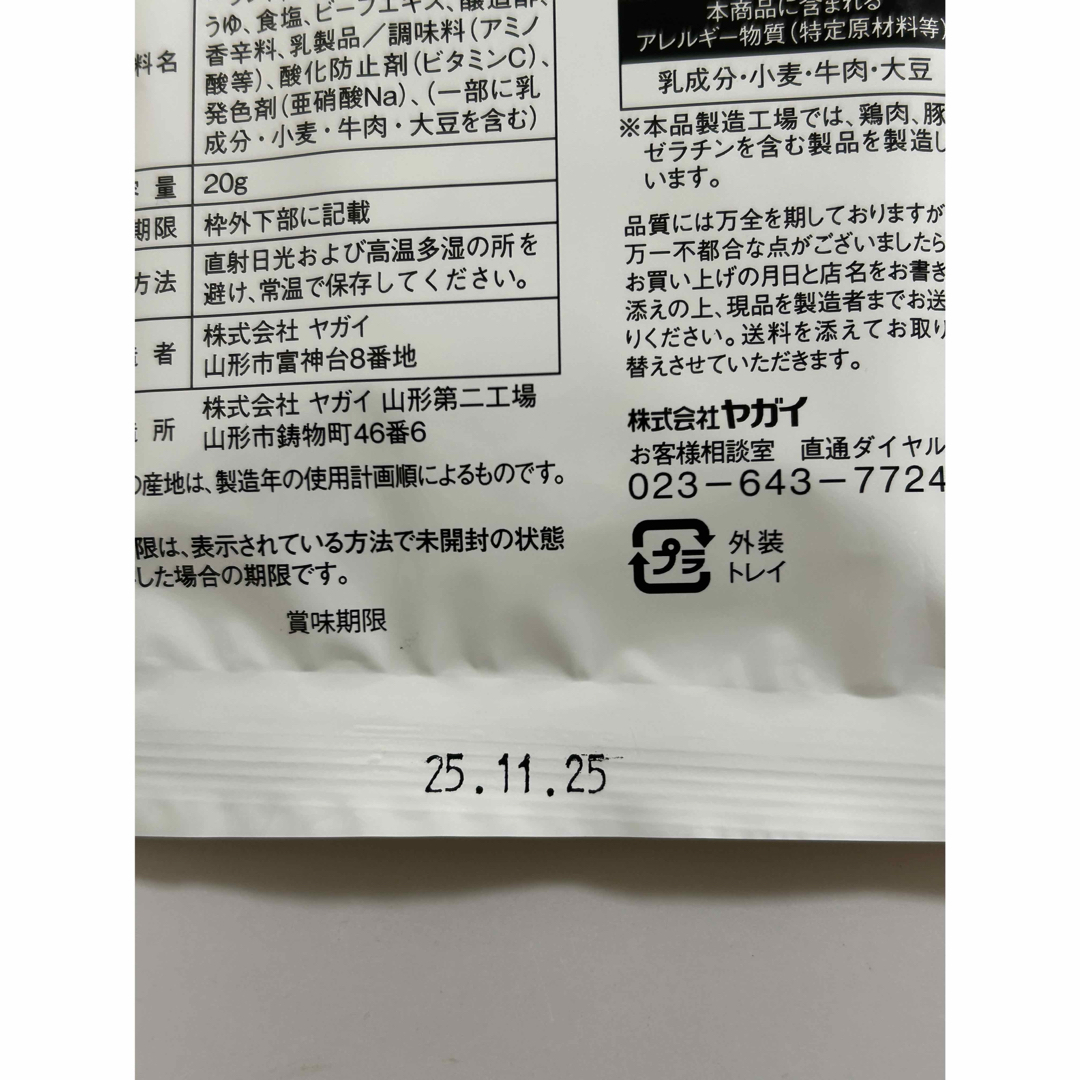 うゆ、食塩、ビーフエキス、醸造酢、
香辛料、乳製品／調味料(アミノ
酸等)、酸化防止剤(ビタミンC)、
発色剤(亜硝酸Na)、(一部に乳
成分・小麦・牛肉・大豆を含む)
料名
量
20g
期限
枠外下部に記載
方法
直射日光および高温多湿の所を
避け、常温で保存してください。
者
株式会社 ヤガイ
山形市富神台8番地
所
株式会社 ヤガイ 山形第二工場
山形市鋳物町46番6
の産地は、製造年の使用計画順によるものです。
限は、表示されている方法で未開封の状態
した場合の期限です。
賞味期限
25.11.25
本商品に含まれる
アレルギー物質(特定原材料等)
乳成分・小麦・牛肉・大豆
※本品製造工場では、鶏肉、豚
ゼラチンを含む製品を製造し
います。
品質には万全を期しておりますが
万一不都合な点がございましたら
お買い上げの月日と店名をお書き
添えの上、現品を製造者までお送
りください。送料を添えてお取り
替えさせていただきます。
株式会社ヤガイ
お客様相談室 直通ダイヤル
023-643-7724
プラ
外装
トレイ